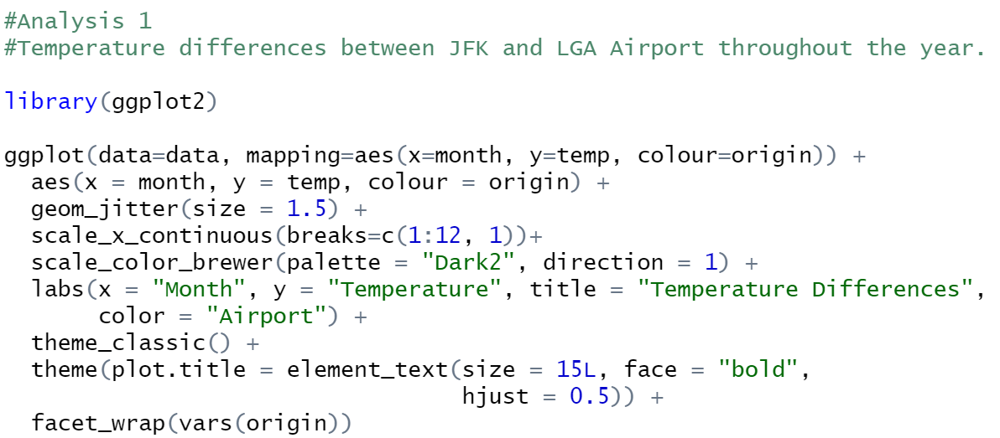 #Analysis 1
#Temperature differences between JFK and LGA Airport throughout the year.
library(ggplot2)
ggplot(data=data, mapping=aes(x=month, y=temp, colour=origin)) +
  aes(x = month, y = temp, colour = origin) +
  geom_jitter(size = 1.5) +
  scale_x_continuous(breaks=c(1:12, 1))+
  scale_color_brewer(palette = "Dark2", direction = 1) +
  labs(x = "Month", y = "Temperature", title = "Temperature Differences",
       color = "Airport") +
  theme_classic() +
  theme(plot.title = element_text(size = 15L, face = "bold",
                                  hjust = 0.5)) +
  facet_wrap(vars(origin))